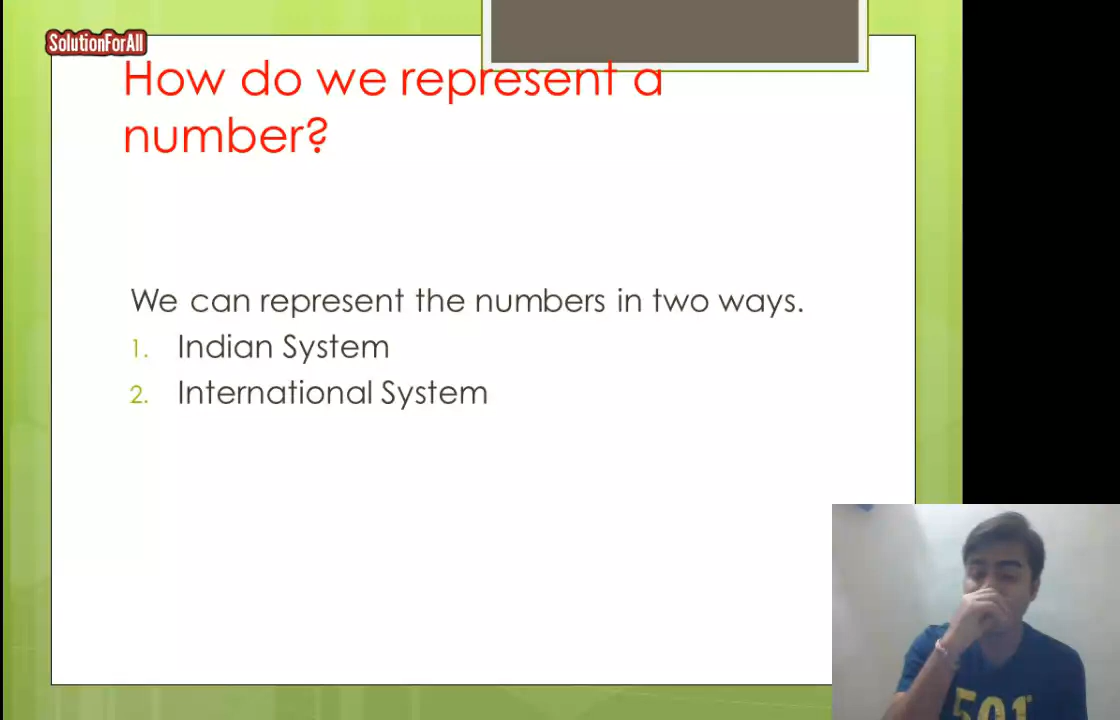 SolutionForAll
How do we represent a
number?
We can represent the numbers in two ways.
1. Indian System
2. International System
501